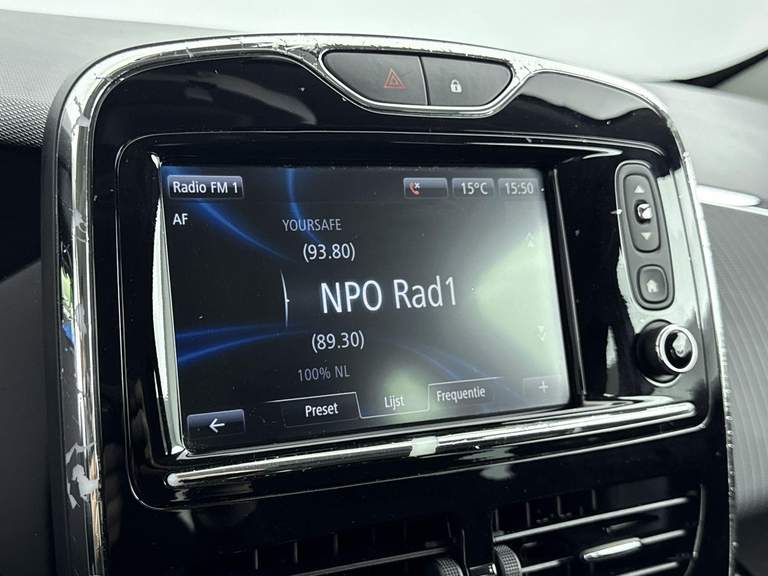 Radio FM 1
15°C
15:50
AF
YOURSAFE
(93.80)
NPO Rad1
(89.30)
100% NL
Preset
Lijst
Frequentie
+